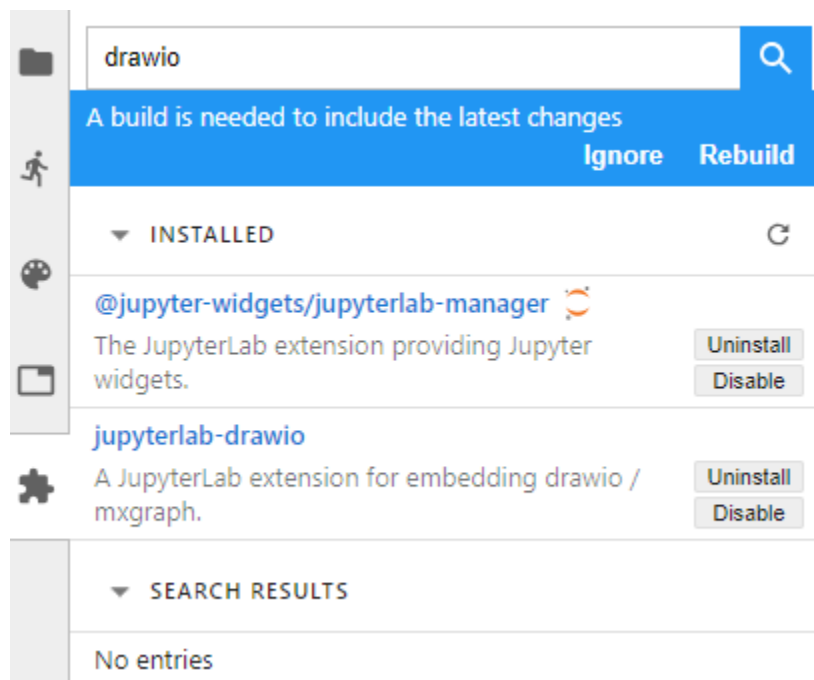 drawio
A build is needed to include the latest changes
Ignore Rebuild
INSTALLED
@jupyter-widgets/jupyterlab-manager
The JupyterLab extension providing Jupyter
widgets.
Uninstall
Disable
jupyterlab-drawio
A JupyterLab extension for embedding drawio /
mxgraph.
Uninstall
Disable
SEARCH RESULTS
No entries